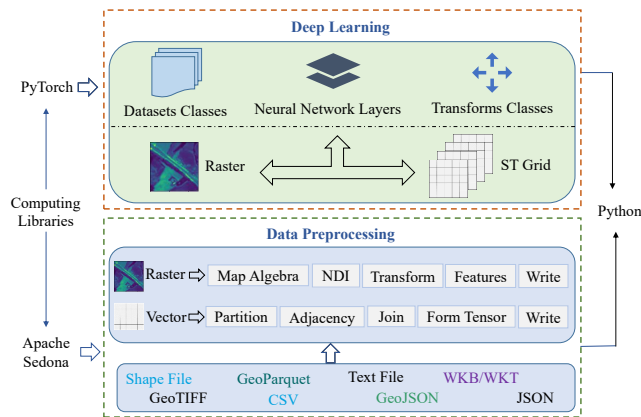 Deep Learning
PyTorch
Datasets Classes
Neural Network Layers
Transforms Classes
Raster
ST Grid
Computing
Libraries
Python
Data Preprocessing
Raster Map Algebra NDI Transform Features Write
Vector Partition Adjacency Join Form Tensor Write
Apache
Sedona
Shape File GeoParquet Text File WKB/WKT
GeoTIFF CSV GeoJSON JSON